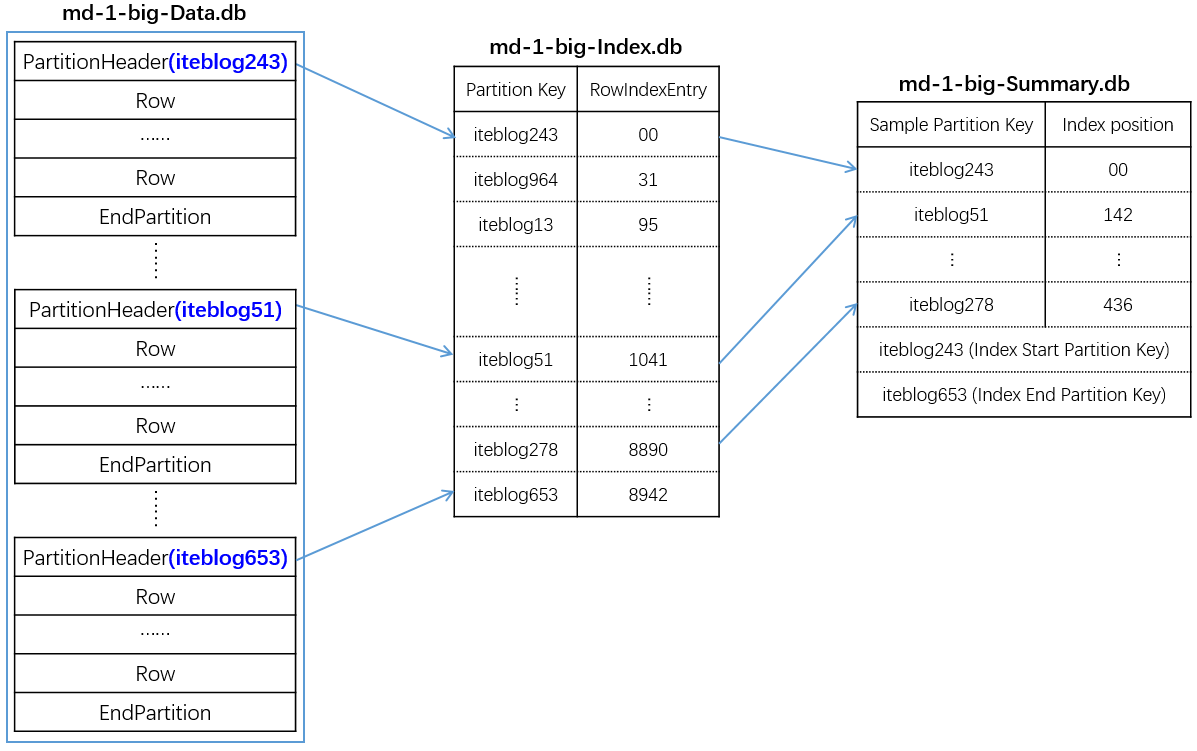 md-1-big-Data.db
PartitionHeader(iteblog243)
Row
……
Row
EndPartition
PartitionHeader(iteblog51)
Row
……
Row
EndPartition
PartitionHeader(iteblog653)
Row
……
Row
EndPartition
md-1-big-Index.db
Partition Key RowIndexEntry
iteblog243 00
iteblog964 31
iteblog13 95
iteblog51 1041
iteblog278 8890
iteblog653 8942
md-1-big-Summary.db
Sample Partition Key Index position
iteblog243 00
iteblog51 142
iteblog278 436
iteblog243 (Index Start Partition Key)
iteblog653 (Index End Partition Key)